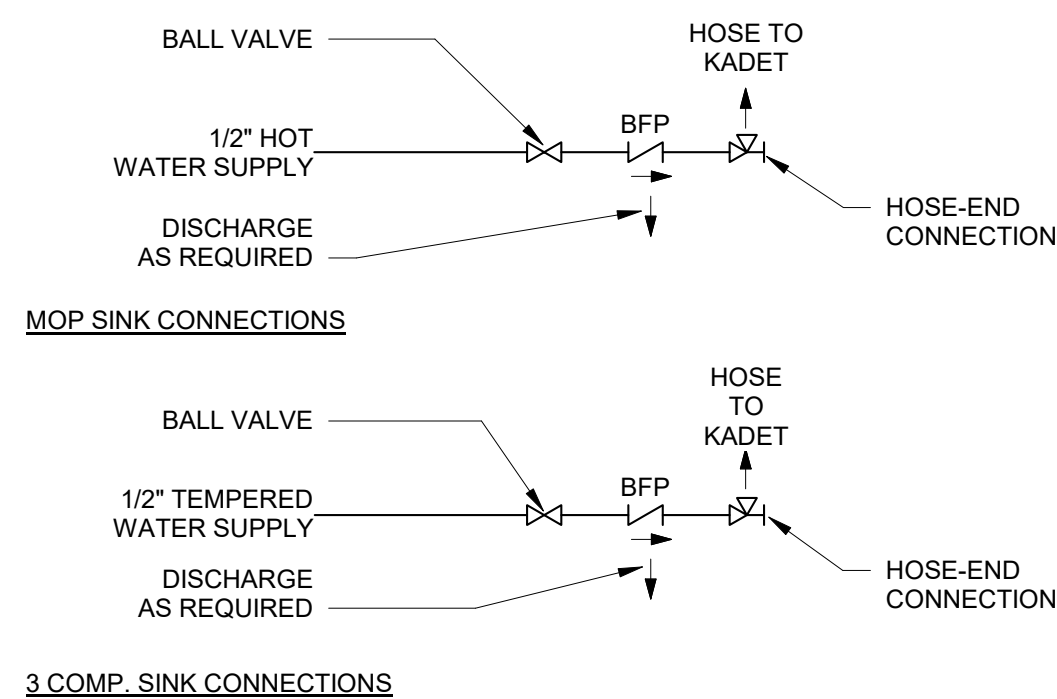 BALL VALVE
HOSE TO
KADET
1/2" HOT
WATER SUPPLY
BFP
DISCHARGE
AS REQUIRED
HOSE-END
CONNECTION
MOP SINK CONNECTIONS
BALL VALVE
HOSE
TO
KADET
1/2" TEMPERED
WATER SUPPLY
BFP
DISCHARGE
AS REQUIRED
HOSE-END
CONNECTION
3 COMP. SINK CONNECTIONS